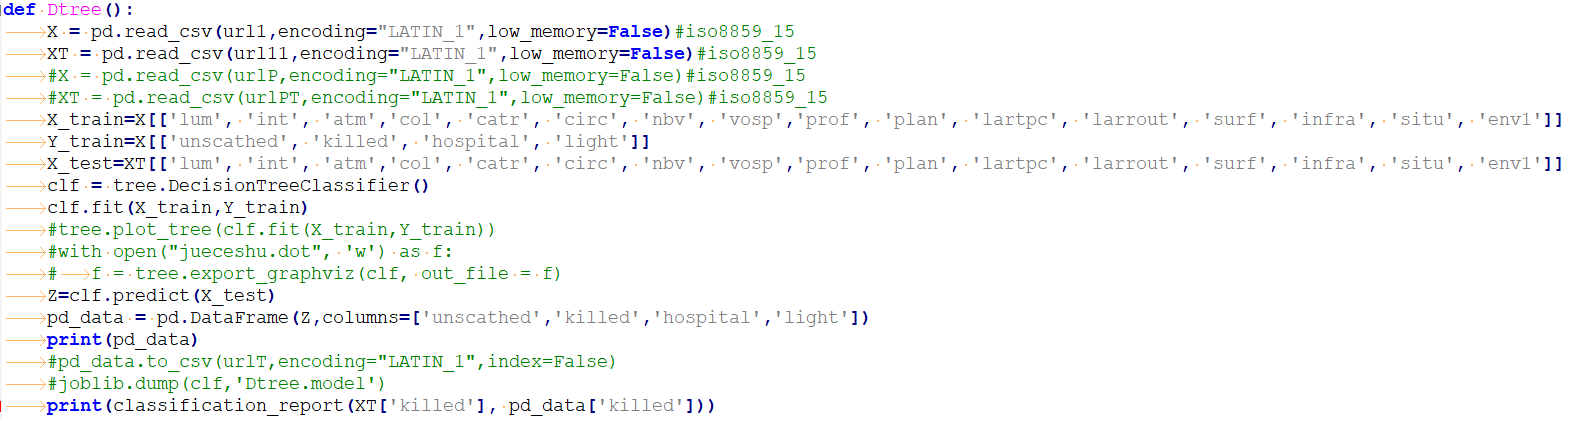 def Dtree():
X = pd.read_csv(url1,encoding="LATIN_1",low_memory=False)#iso8859_15
XT = pd.read_csv(url11,encoding="LATIN_1",low_memory=False)#iso8859_15
#X = pd.read_csv(urlP,encoding="LATIN_1",low_memory=False)#iso8859_15
#XT = pd.read_csv(urlPT,encoding="LATIN_1",low_memory=False)#iso8859_15
X_train=X[['lum', 'int', 'atm','col', 'catr', 'circ', 'nbv', 'vosp','prof', 'plan', 'lartpc', 'larrout', 'surf', 'infra', 'situ', 'env1']]
Y_train=X[['unscathed', 'killed', 'hospital', 'light']]
X_test=XT[['lum', 'int', 'atm','col', 'catr', 'circ', 'nbv', 'vosp','prof', 'plan', 'lartpc', 'larrout', 'surf', 'infra', 'situ', 'env1']]
clf = tree.DecisionTreeClassifier()
clf.fit(X_train,Y_train)
#tree.plot_tree(clf.fit(X_train,Y_train))
#with open("jueceshu.dot", 'w') as f:
# f = tree.export_graphviz(clf, out_file = f)
Z=clf.predict(X_test)
pd_data = pd.DataFrame(Z,columns=['unscathed','killed','hospital','light'])
print(pd_data)
#pd_data.to_csv(urlT,encoding="LATIN_1",index=False)
#joblib.dump(clf,'Dtree.model')
print(classification_report(XT['killed'], pd_data['killed']))